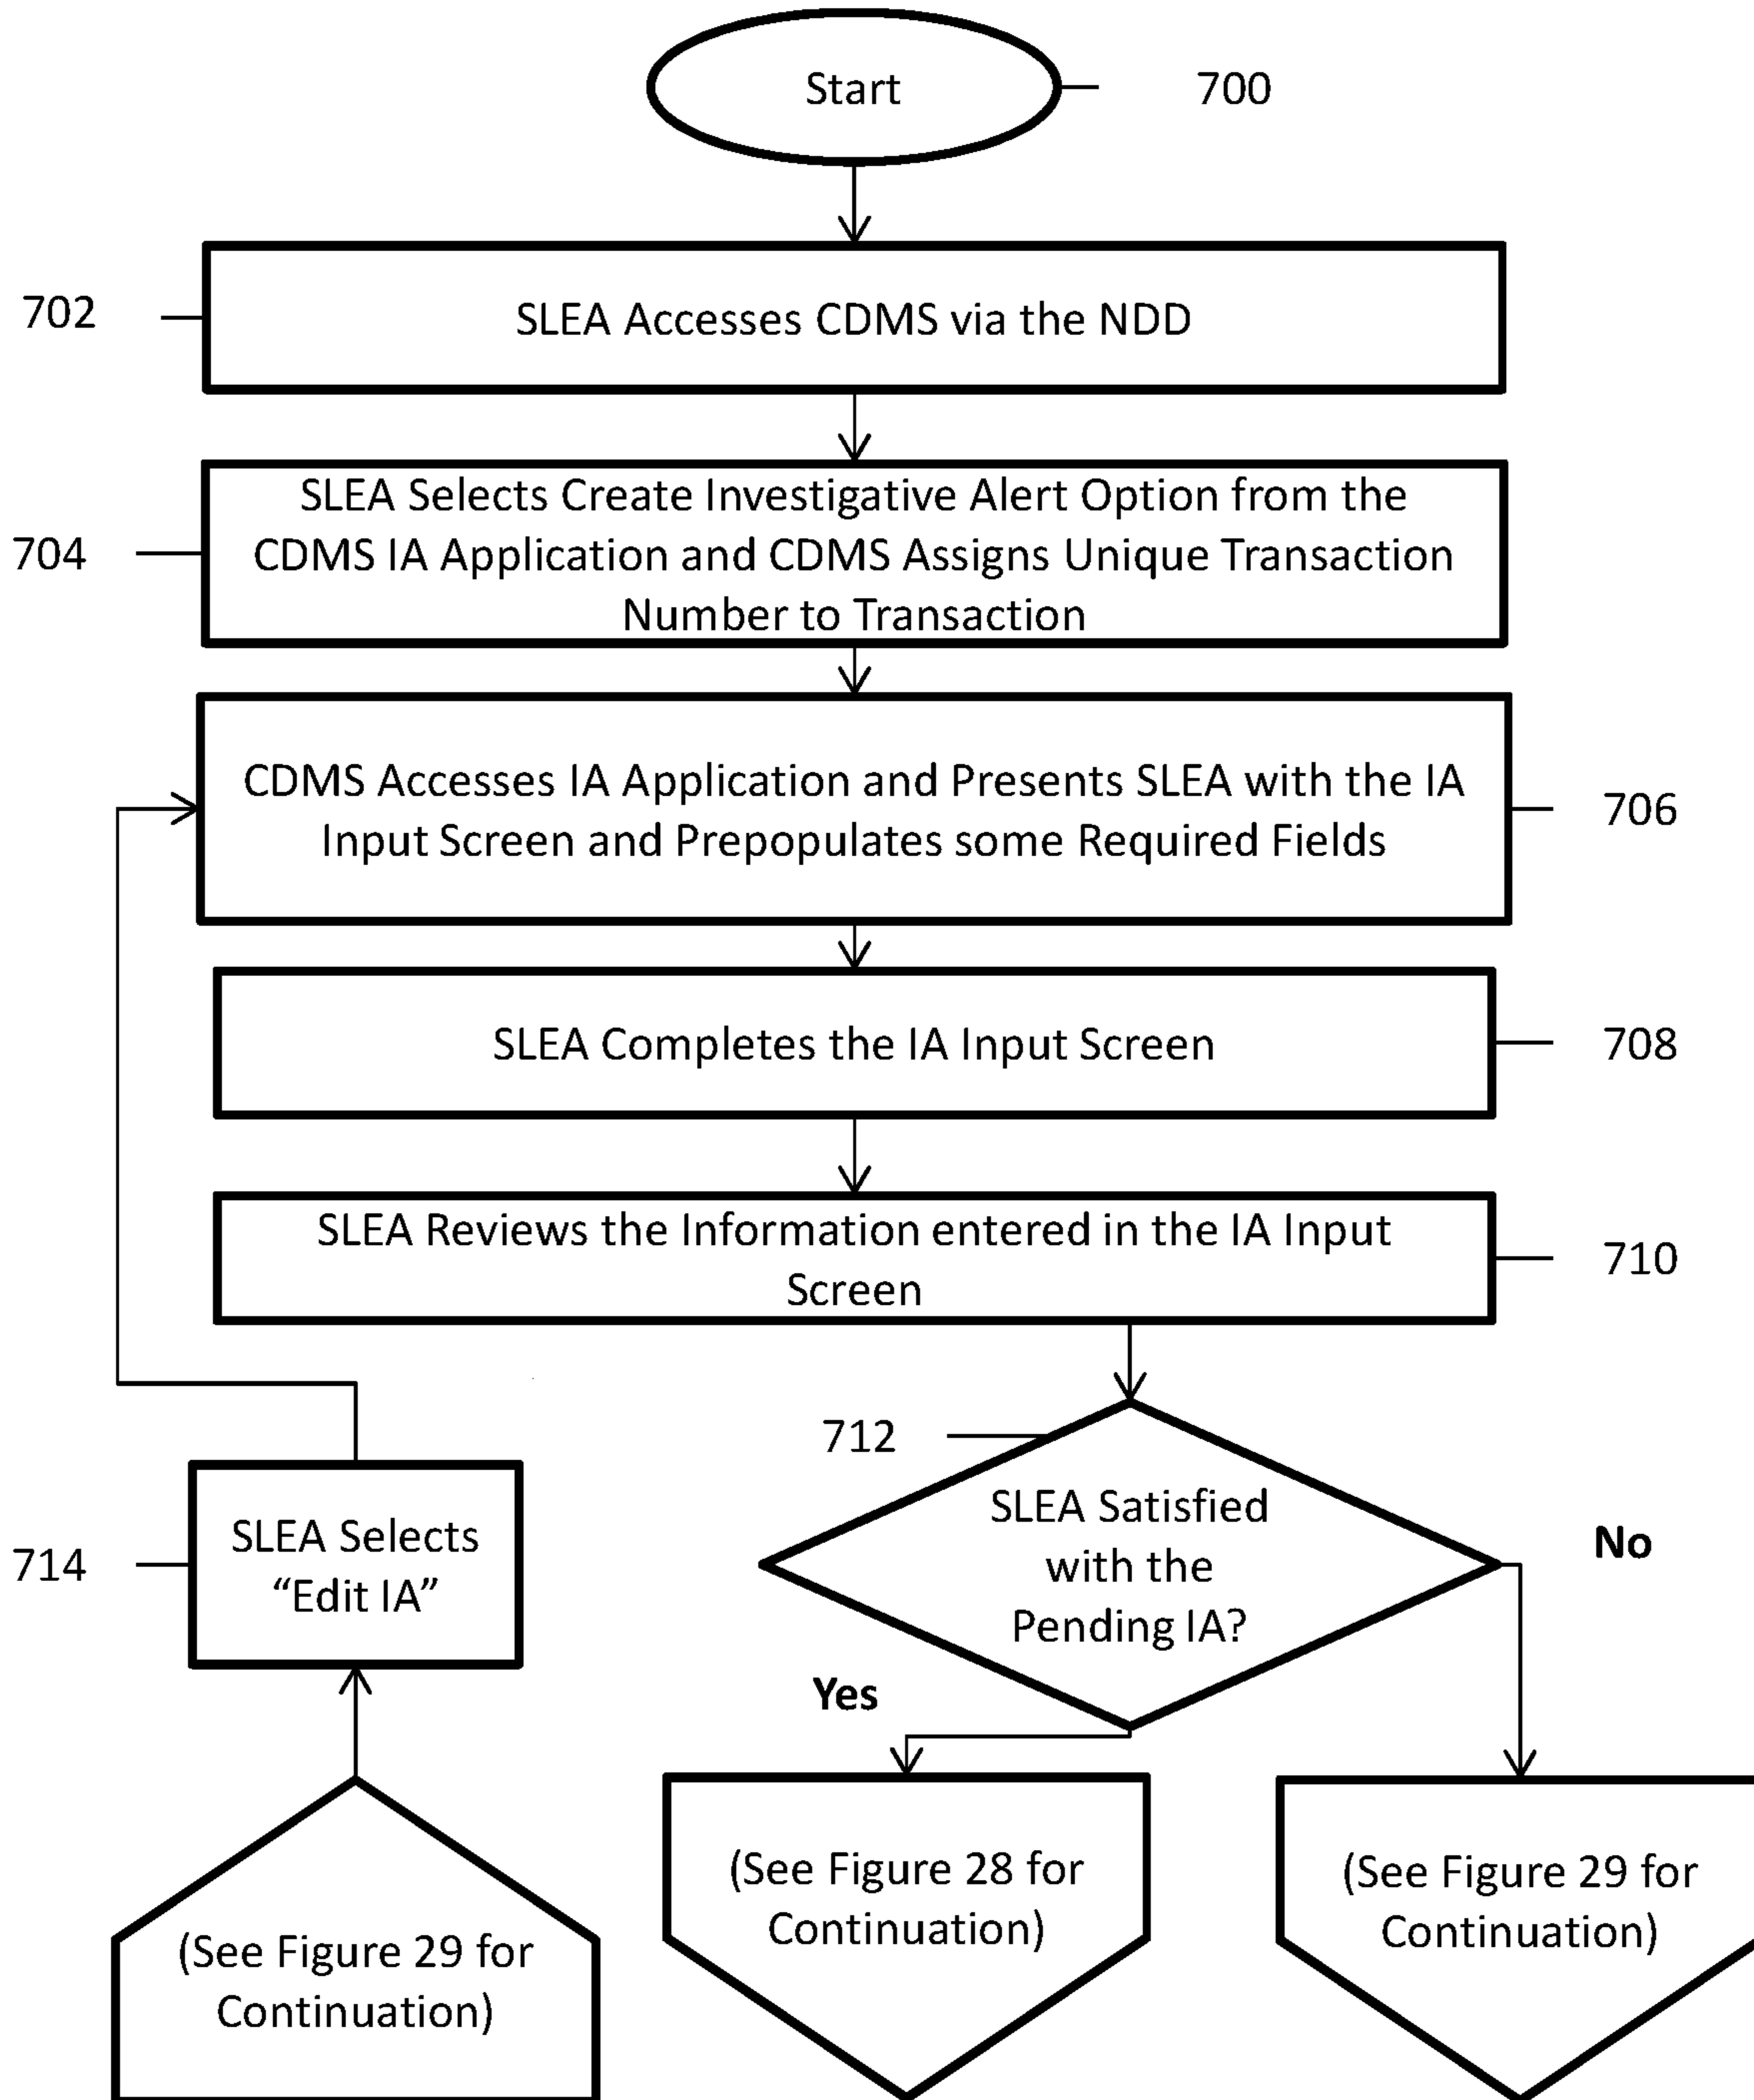 Start
700
702
SLEA Accesses CDMS via the NDD
704
SLEA Selects Create Investigative Alert Option from the
CDMS IA Application and CDMS Assigns Unique Transaction
Number to Transaction
CDMS Accesses IA Application and Presents SLEA with the IA
Input Screen and Prepopulates some Required Fields
706
SLEA Completes the IA Input Screen
708
SLEA Reviews the Information entered in the IA Input
Screen
710
712
SLEA Satisfied
with the
Pending IA?
No
Yes
714
SLEA Selects
“Edit IA”
(See Figure 29 for
Continuation)
(See Figure 28 for
Continuation)
(See Figure 29 for
Continuation)